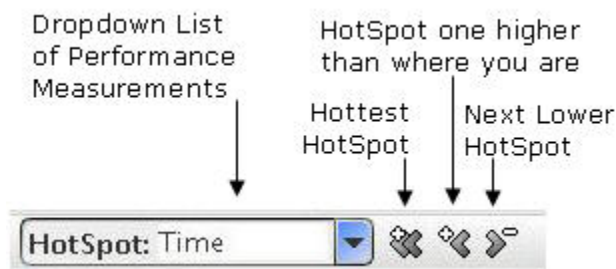 Dropdown List
of Performance
Measurements
HotSpot one higher
than where you are
Hottest
HotSpot
Next Lower
HotSpot
HotSpot: Time